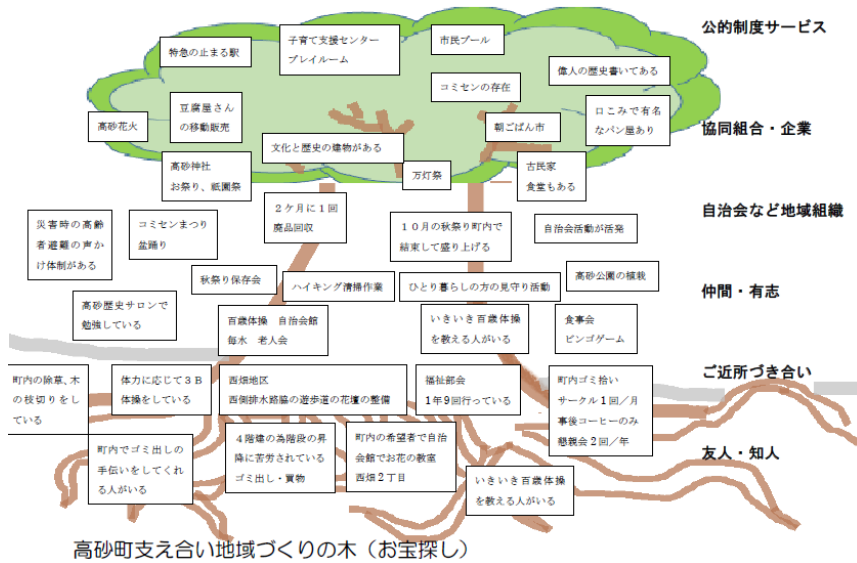 公的制度サービス
特急の止まる駅
子育て支援センター
プレイルーム
市民プール
偉人の歴史書いてある
コミセンの存在
高砂花火
豆腐屋さん
の移動販売
朝ごはん市
口こみで有名
なパン屋あり
協同組合・企業
文化と歴史の建物がある
高砂神社
お祭り、祇園祭
万灯祭
古民家
食堂もある
自治会など地域組織
災害時の高齢
者避難の声か
け体制がある
コミセンまつり
盆踊り
2ケ月に1回
廃品回収
10月の秋祭り町内で
結束して盛り上げる
自治会活動が活発
秋祭り保存会
ハイキング清掃作業
ひとり暮らしの方の見守り活動
高砂公園の植栽
仲間・有志
高砂歴史サロンで
勉強している
百歳体操 自治会館
毎水 老人会
いきいき百歳体操
を教える人がいる
食事会
ビンゴゲーム
ご近所づき合い
町内の除草、木
の枝切りをし
ている
体力に応じて3B
体操をしている
西畑地区
西側排水路脇の遊歩道の花壇の整備
福祉部会
1年9回行っている
町内ゴミ拾い
サークル1回/月
事後コーヒーのみ
懇親会2回/年
友人・知人
町内でゴミ出しの
手伝いをしてくれ
る人がいる
4階建の為階段の昇
降に苦労されている
ゴミ出し・買物
町内の希望者で自治
会館でお花の教室
西畑2丁目
いきいき百歳体操
を教える人がいる
高砂町支え合い地域づくりの木(お宝探し)